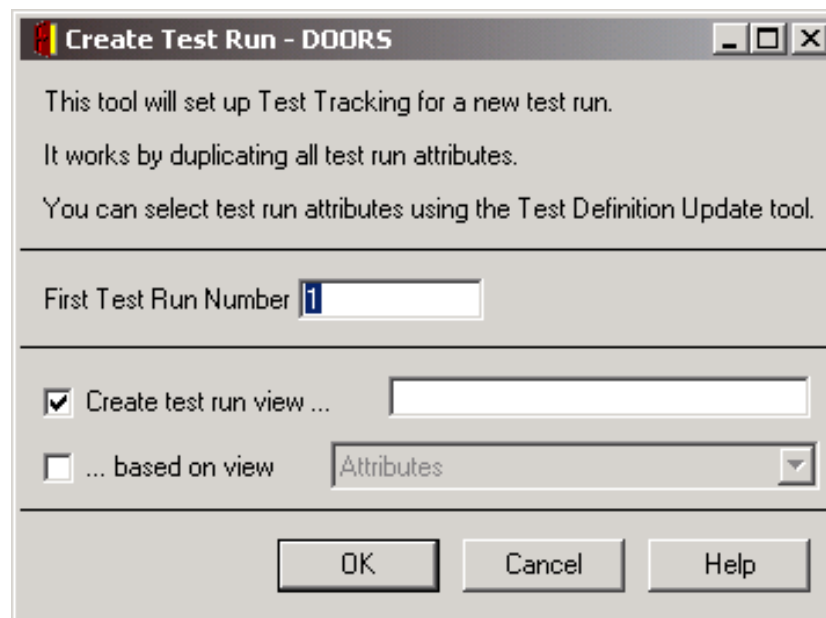 Create Test Run - DOORS
This tool will set up Test Tracking for a new test run.
It works by duplicating all test run attributes.
You can select test run attributes using the Test Definition Update tool.
First Test Run Number 1
Create test run view ...
... based on view Attributes
OK Cancel Help